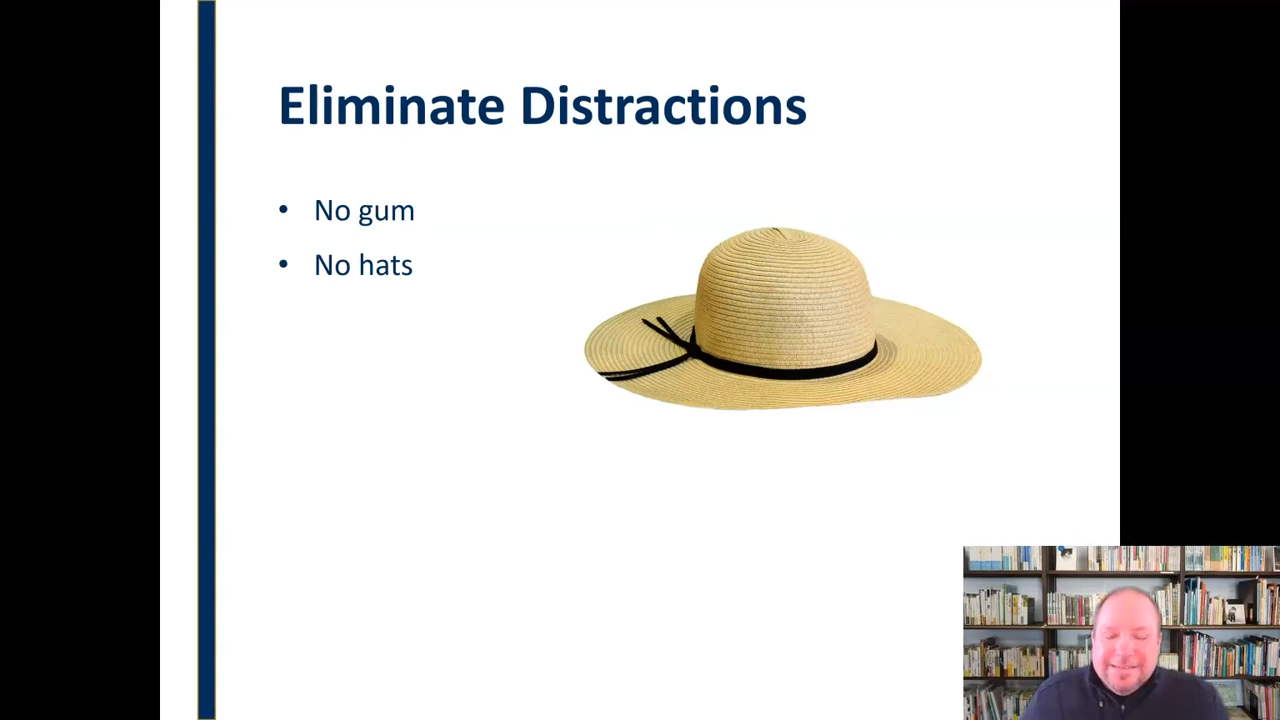 Eliminate Distractions
• No gum
• No hats